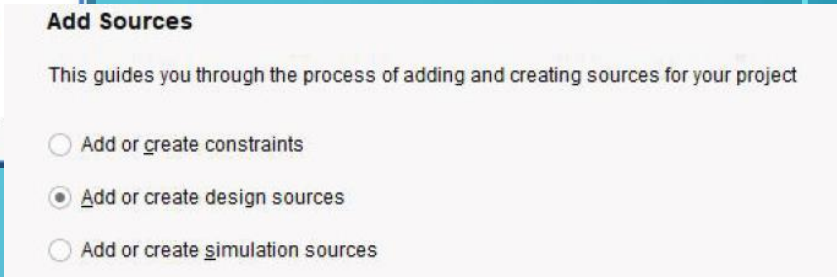 Add Sources
This guides you through the process of adding and creating sources for your project
Add or create constraints
Add or create design sources
Add or create simulation sources